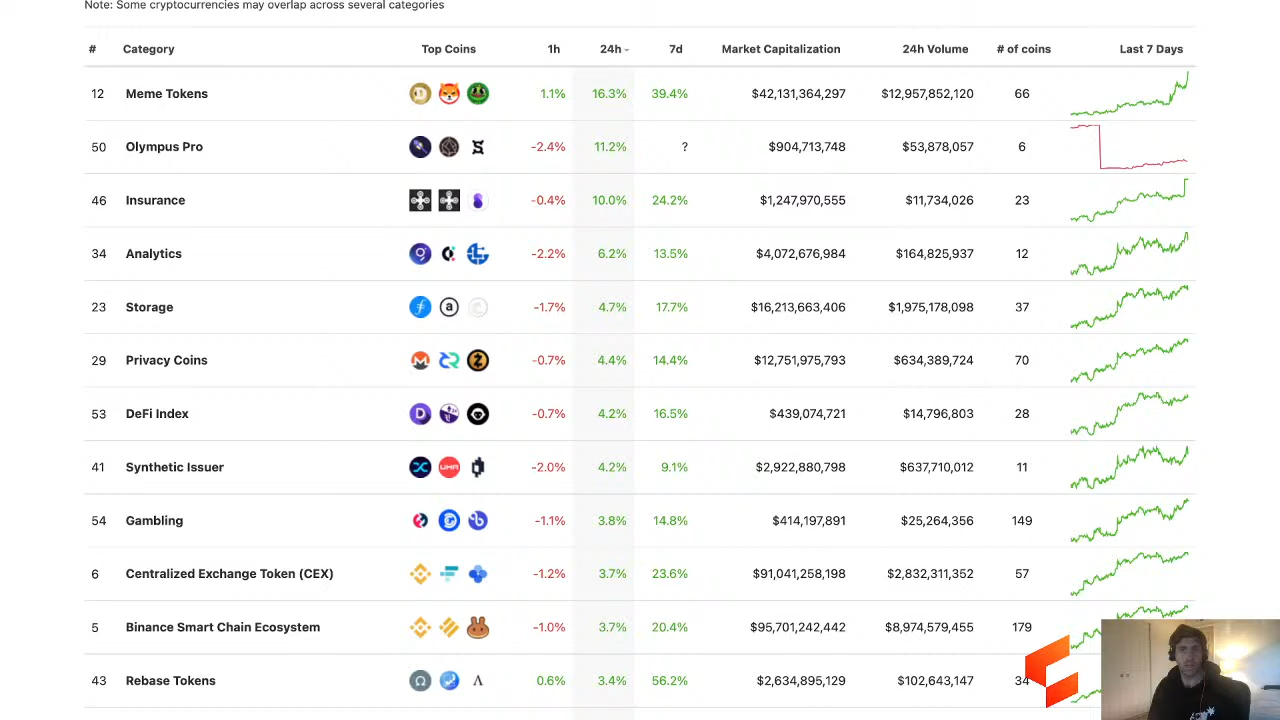 Note: Some cryptocurrencies may overlap across several categories
# Category Top Coins 1h 24h 7d Market Capitalization 24h Volume # of coins Last 7 Days
12 Meme Tokens 1.1% 16.3% 39.4% $42,131,364,297 $12,957,852,120 66
50 Olympus Pro -2.4% 11.2% ? $904,713,748 $53,878,057 6
46 Insurance -0.4% 10.0% 24.2% $1,247,970,555 $11,734,026 23
34 Analytics -2.2% 6.2% 13.5% $4,072,676,984 $164,825,937 12
23 Storage -1.7% 4.7% 17.7% $16,213,663,406 $1,975,178,098 37
29 Privacy Coins -0.7% 4.4% 14.4% $12,751,975,793 $634,389,724 70
53 DeFi Index -0.7% 4.2% 16.5% $439,074,721 $14,796,803 28
41 Synthetic Issuer -2.0% 4.2% 9.1% $2,922,880,798 $637,710,012 11
54 Gambling -1.1% 3.8% 14.8% $414,197,891 $25,264,356 149
6 Centralized Exchange Token (CEX) -1.2% 3.7% 23.6% $91,041,258,198 $2,832,311,352 57
5 Binance Smart Chain Ecosystem -1.0% 3.7% 20.4% $95,701,242,442 $8,974,579,455 179
43 Rebase Tokens 0.6% 3.4% 56.2% $2,634,895,129 $102,643,147 34